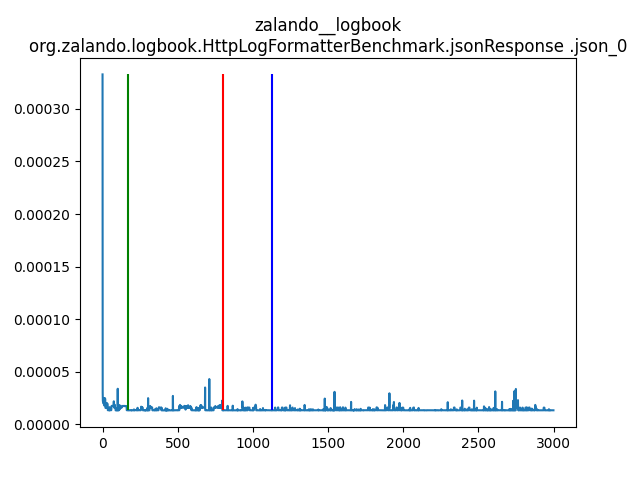 zalando__logbook
org.zalando.logbook.HttpLogFormatterBenchmark.jsonResponse .json_0
0.00030
0.00025
0.00020
0.00015
0.00010
0.00005
0.00000
0 500 1000 1500 2000 2500 3000